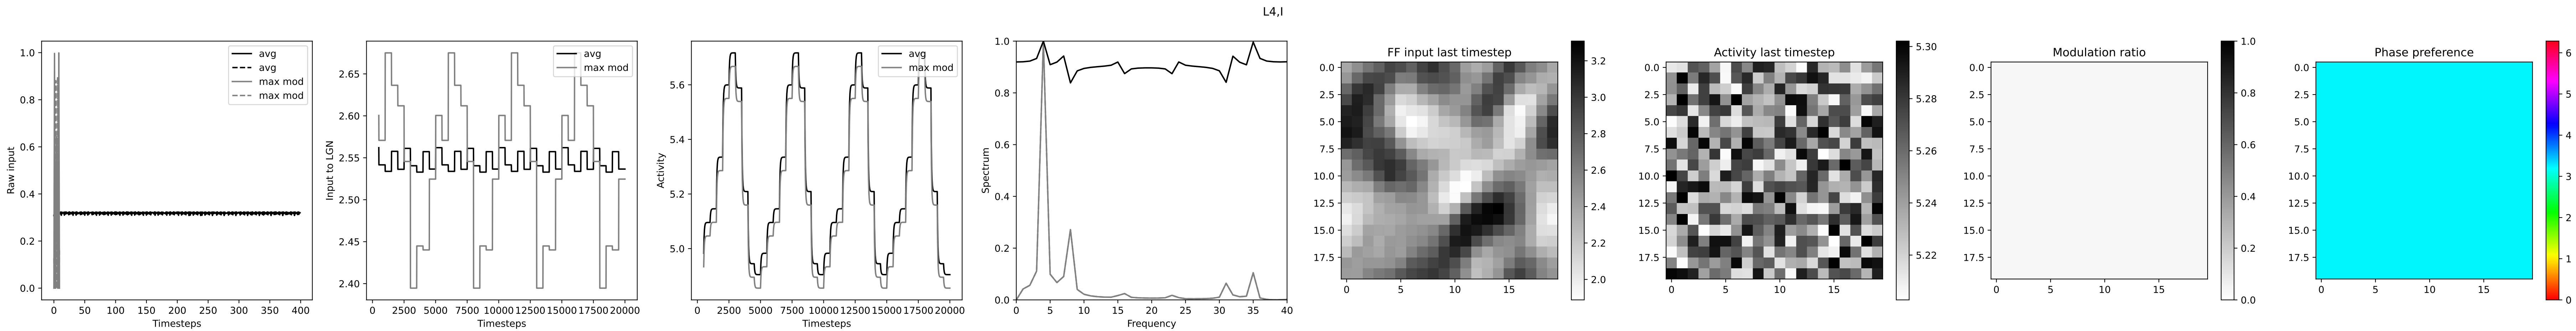 L4,I
avg
avg
max mod
max mod
Raw input
1.0
0.8
0.6
0.4
0.2
0.0
0 50 100 150 200 250 300 350 400
Timesteps
avg
max mod
Input to LGN
2.65
2.60
2.55
2.50
2.45
2.40
0 2500 5000 7500 10000 12500 15000 17500 20000
Timesteps
avg
max mod
Activity
5.6
5.4
5.2
5.0
0 2500 5000 7500 10000 12500 15000 17500 20000
Timesteps
Spectrum
1.0
0.8
0.6
0.4
0.2
0.0
0 5 10 15 20 25 30 35 40
Frequency
FF input last timestep
0.0
2.5
5.0
7.5
10.0
12.5
15.0
17.5
0 5 10 15
3.2
3.0
2.8
2.6
2.4
2.2
2.0
Activity last timestep
0.0
2.5
5.0
7.5
10.0
12.5
15.0
17.5
0 5 10 15
5.30
5.28
5.26
5.24
5.22
Modulation ratio
0.0
2.5
5.0
7.5
10.0
12.5
15.0
17.5
0 5 10 15
1.0
0.8
0.6
0.4
0.2
0.0
Phase preference
0.0
2.5
5.0
7.5
10.0
12.5
15.0
17.5
0 5 10 15
6
5
4
3
2
1
0